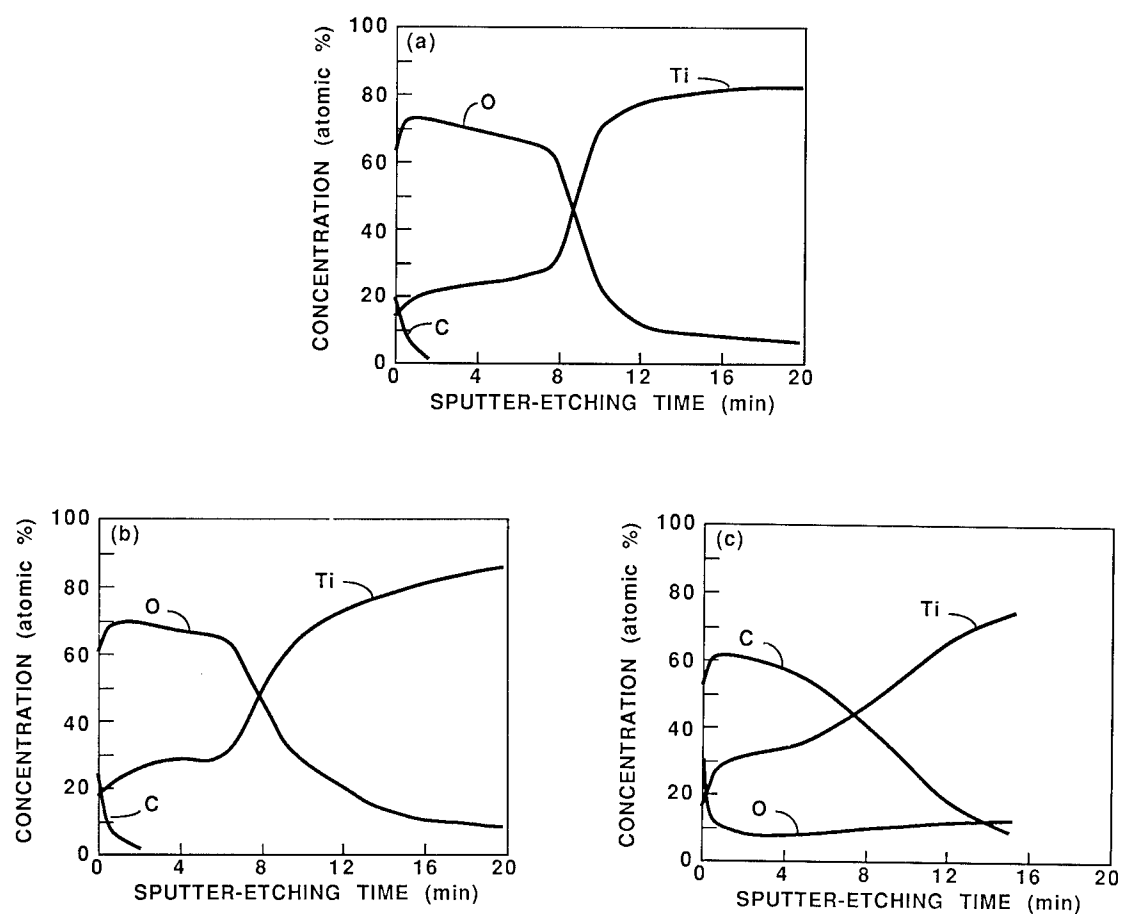 (a)
CONCENTRATION (atomic %)
100
80
60
40
20
0
O
Ti
C
0 4 8 12 16 20
SPUTTER-ETCHING TIME (min)
(b)
CONCENTRATION (atomic %)
100
80
60
40
20
0
O
Ti
C
0 4 8 12 16 20
SPUTTER-ETCHING TIME (min)
(c)
CONCENTRATION (atomic %)
100
80
60
40
20
0
C
Ti
O
0 4 8 12 16 20
SPUTTER-ETCHING TIME (min)